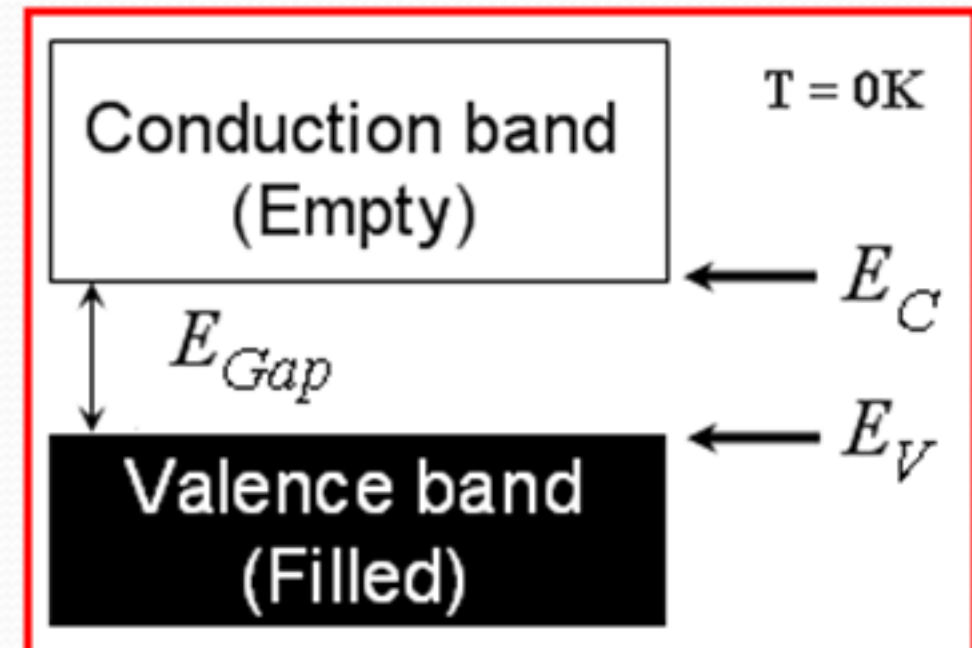 Conduction band
(Empty)
T = 0K
E_C
E_Gap
E_V
Valence band
(Filled)